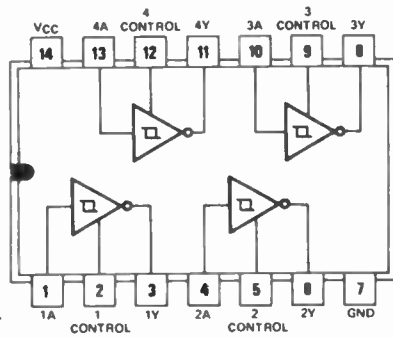 4 3
VCC 4A CONTROL 4Y 3A CONTROL 3Y
14 13 12 11 10 9 8
1 2 3 4 5 6 7
1A 1 1Y 2A 2 2Y GND
CONTROL CONTROL